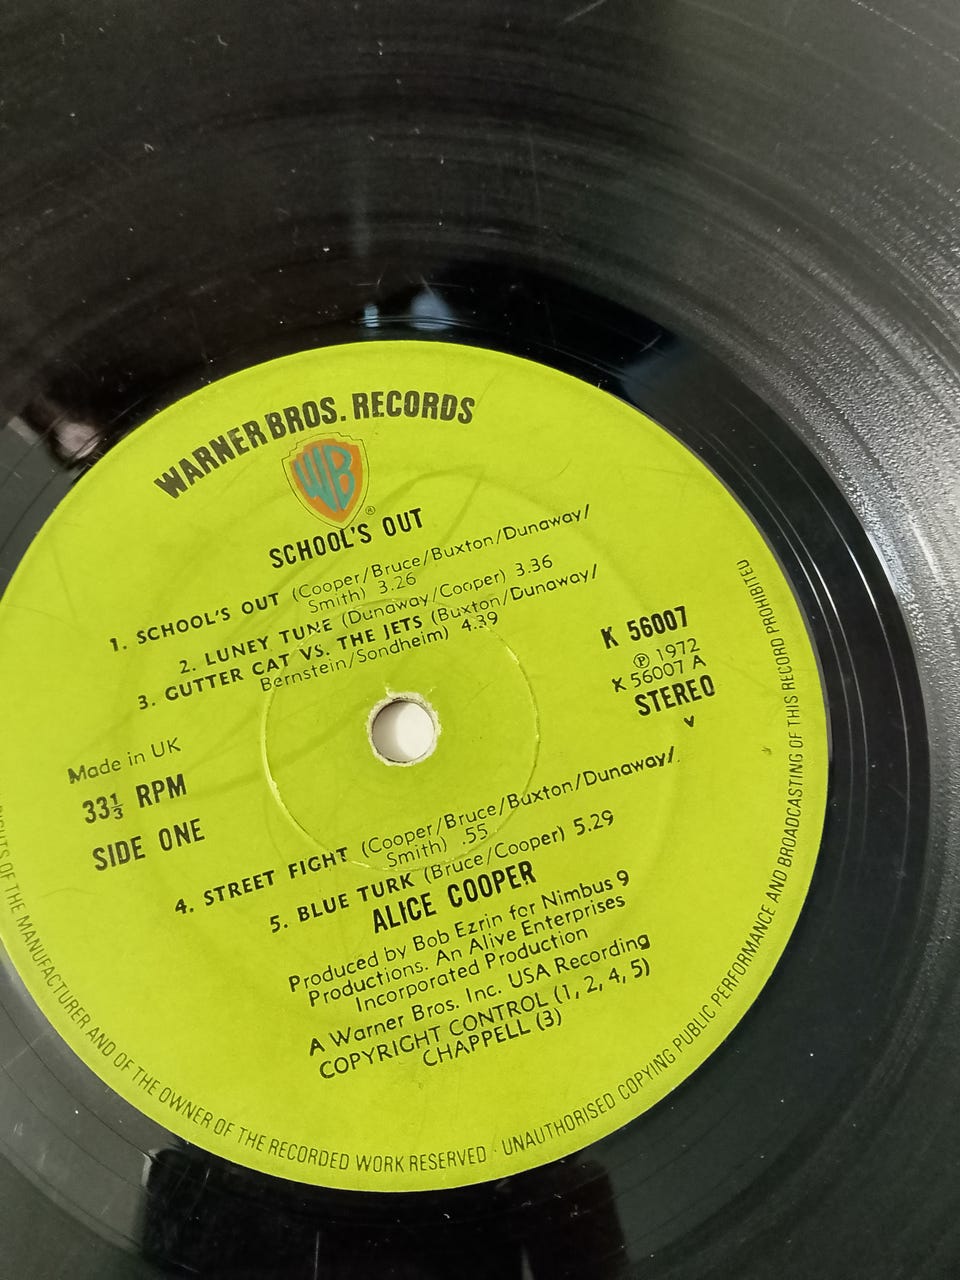 WARNER BROS. RECORDS
WB
®
SCHOOL'S OUT
1. SCHOOL'S OUT (Cooper/Bruce/Buxton/Dunaway/
Smith) 3.26
2. LUNEY TUNE (Dunaway/Cooper) 3.36
3. GUTTER CAT VS. THE JETS (Buxton/Dunaway/
Bernstein/Sondheim) 4.39
K 56007
Ⓟ 1972
K 56007 A
STEREO
Made in UK
33⅓ RPM
SIDE ONE
4. STREET FIGHT (Cooper/Bruce/Buxton/Dunaway/
Smith) .55
5. BLUE TURK (Bruce/Cooper) 5.29
ALICE COOPER
Produced by Bob Ezrin for Nimbus 9
Productions. An Alive Enterprises
Incorporated Production
A Warner Bros. Inc. USA Recording
COPYRIGHT CONTROL (1, 2, 4, 5)
CHAPPELL (3)
RIGHTS OF THE MANUFACTURER AND OF THE OWNER OF THE RECORDED WORK RESERVED · UNAUTHORISED COPYING PUBLIC PERFORMANCE AND BROADCASTING OF THIS RECORD PROHIBITED